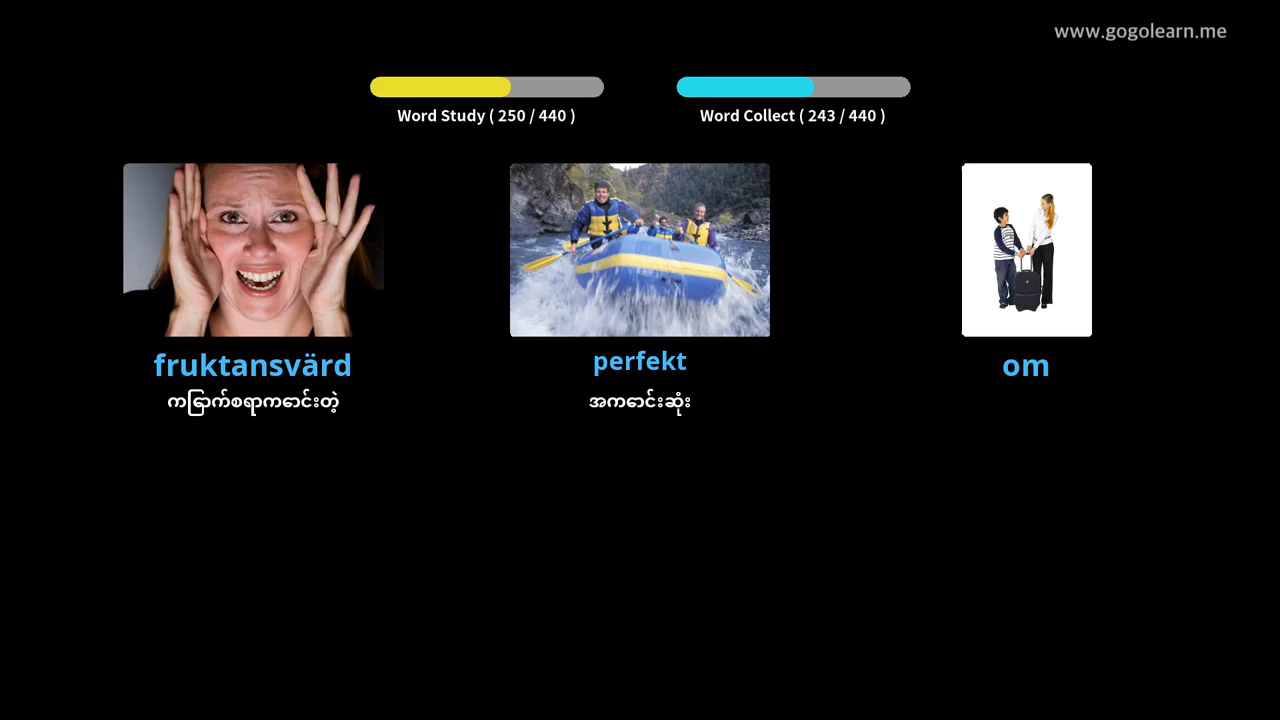 www.gogolearn.me
Word Study ( 250 / 440 )
Word Collect ( 243 / 440 )
fruktansvärd
perfekt
om
ကြောက်စရာကောင်းတဲ့
အကောင်းဆုံး